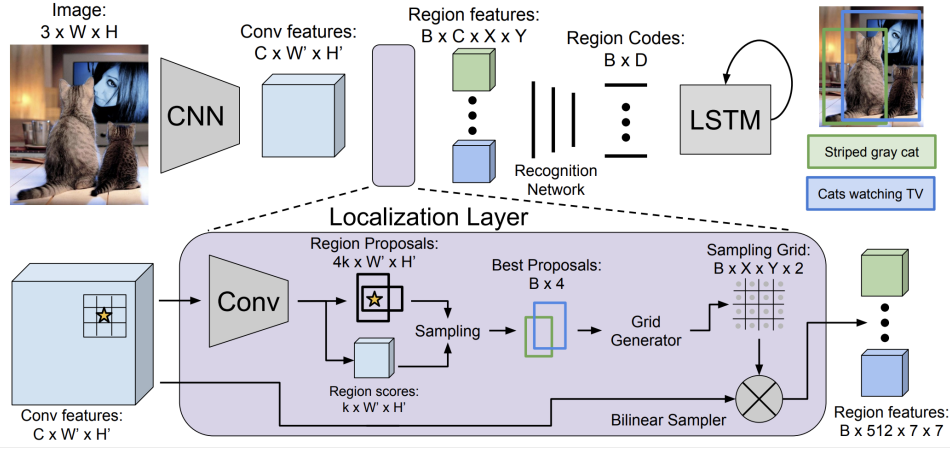 Image:
3 x W x H
Conv features:
C x W' x H'
Region features:
B x C x X x Y
Region Codes:
B x D
CNN
LSTM
Recognition
Network
Striped gray cat
Cats watching TV
Localization Layer
Region Proposals:
4k x W' x H'
Conv
Sampling
Region scores:
k x W' x H'
Best Proposals:
B x 4
Grid
Generator
Sampling Grid:
B x X x Y x 2
Bilinear Sampler
Conv features:
C x W' x H'
Region features:
B x 512 x 7 x 7